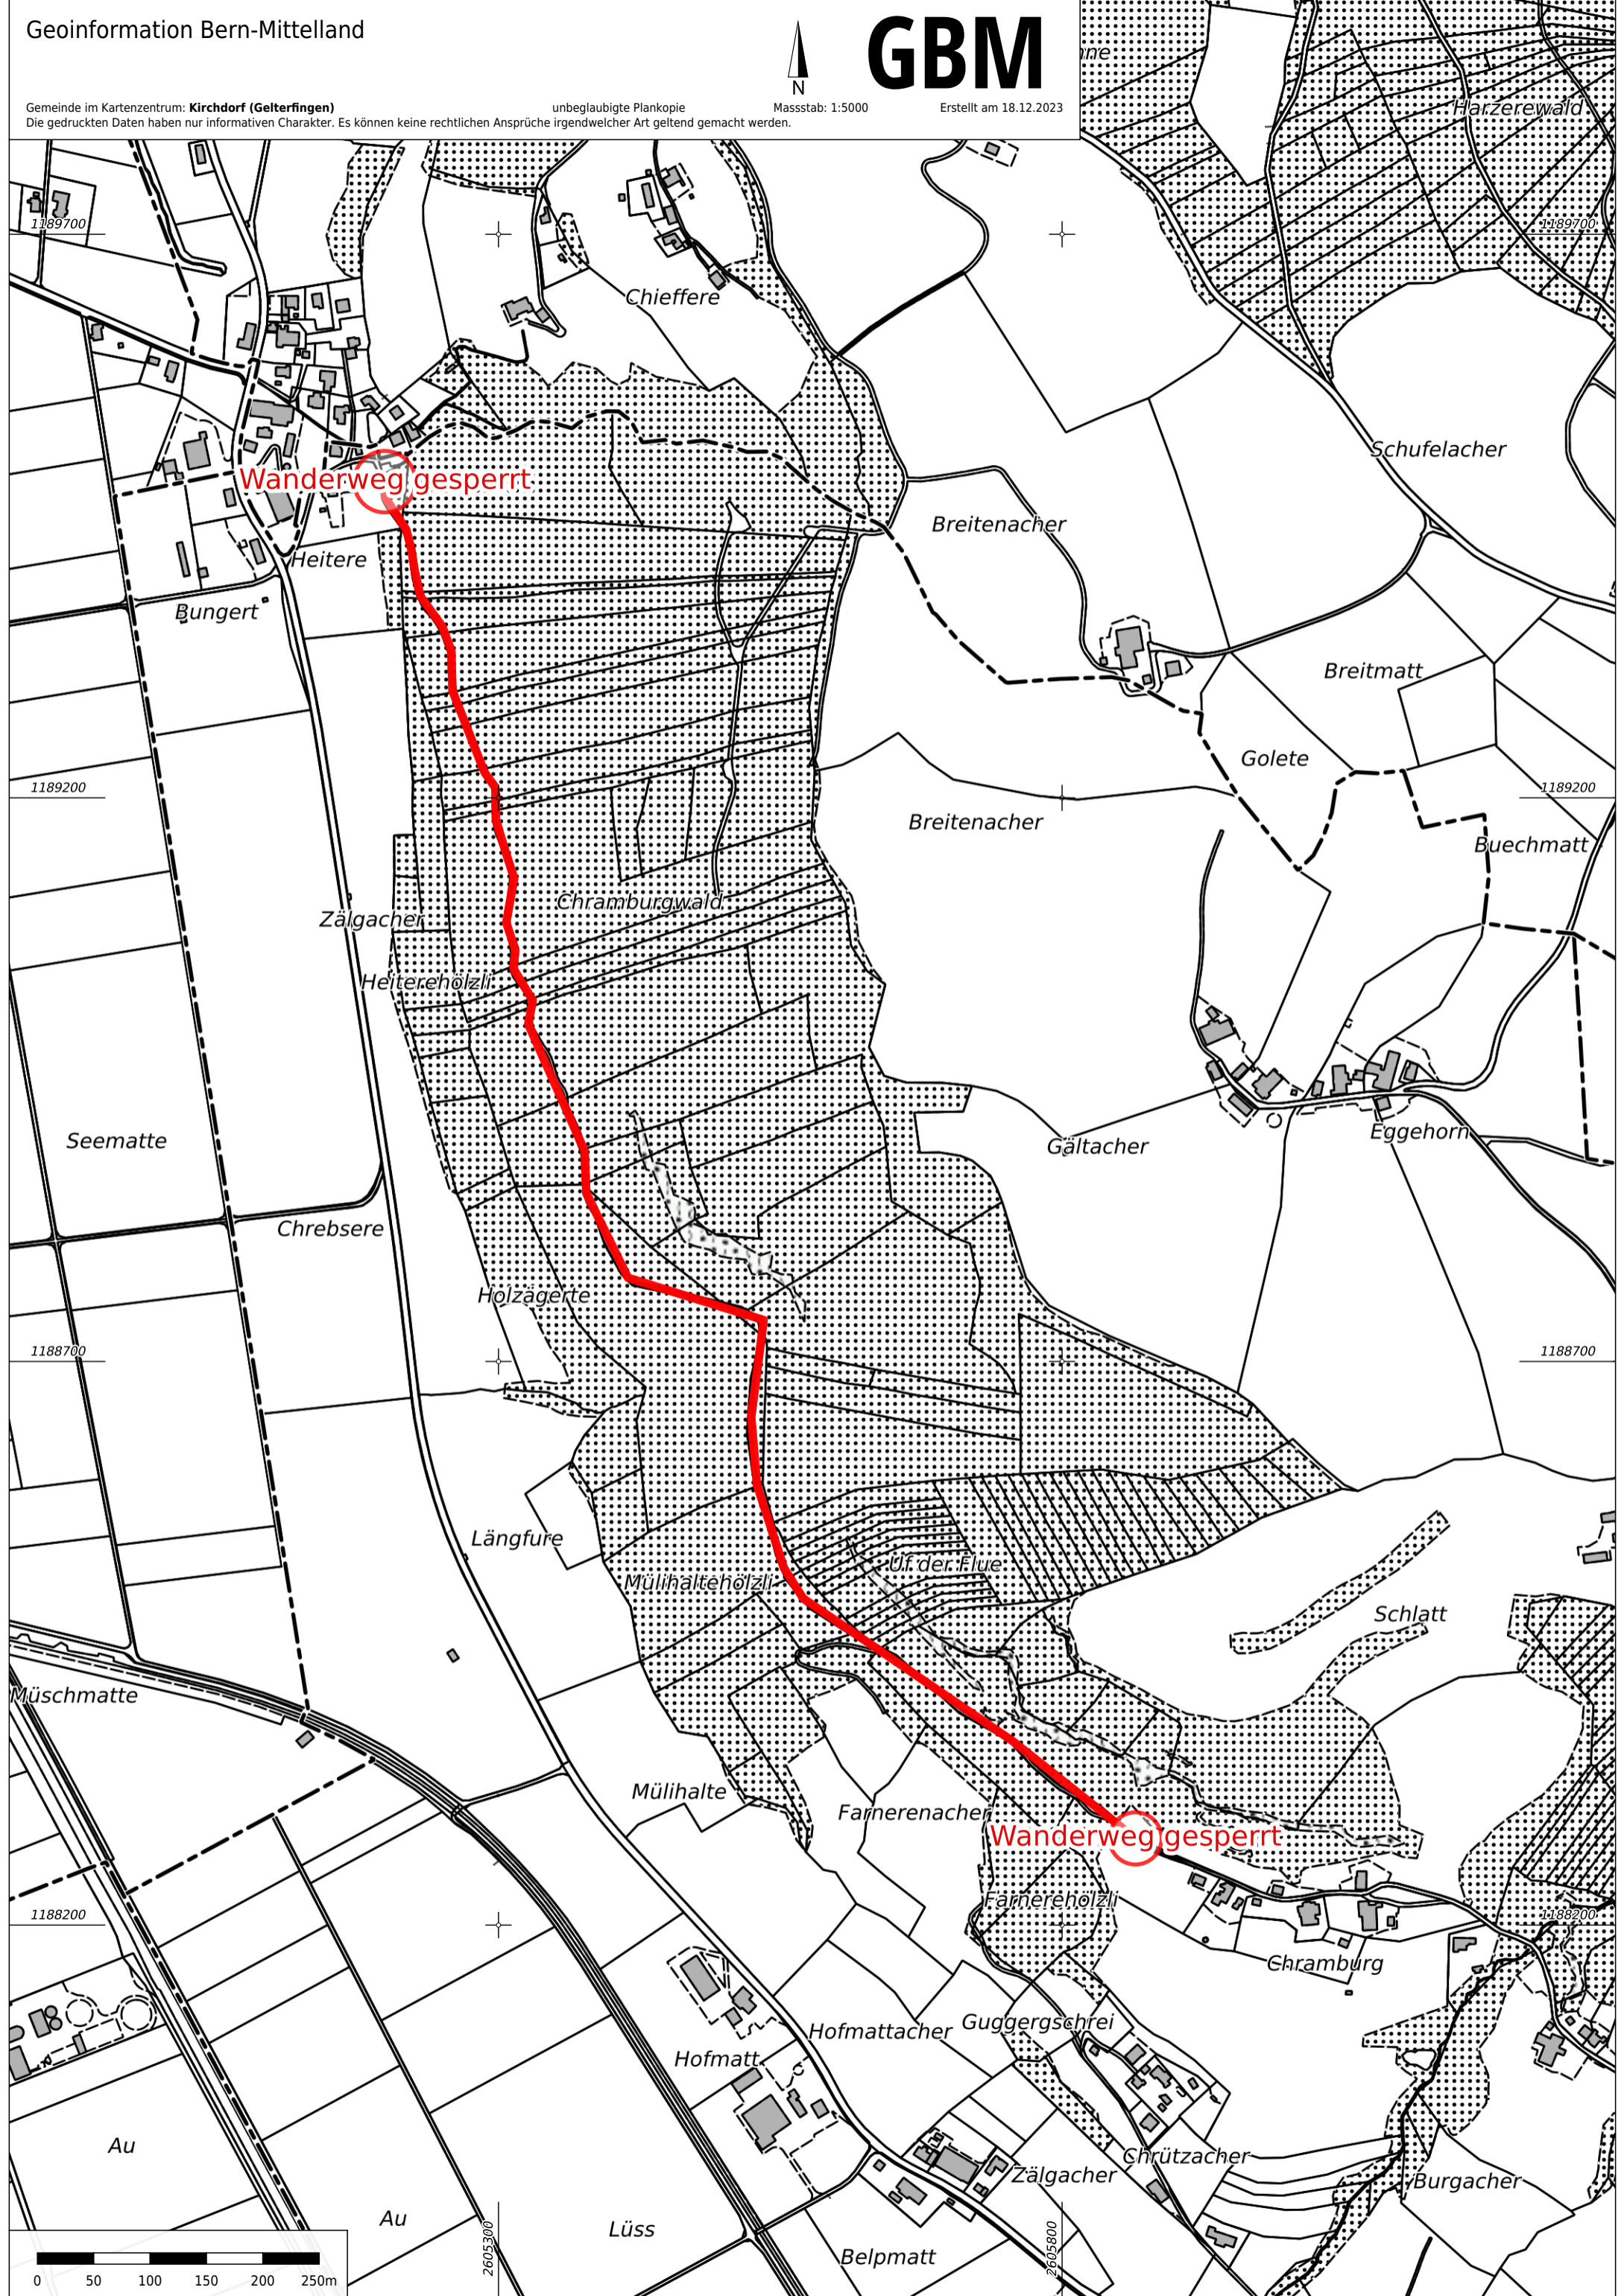 Geoinformation Bern-Mittelland
GBM
N
Gemeinde im Kartenzentrum: Kirchdorf (Gelterfingen)
unbeglaubigte Plankopie
Massstab: 1:5000
Erstellt am 18.12.2023
Die gedruckten Daten haben nur informativen Charakter. Es können keine rechtlichen Ansprüche irgendwelcher Art geltend gemacht werden.
Harzerewald
1189700
1189700
Chieffere
Schufelacher
Wanderweg gesperrt
Breitenacher
Heitere
Bungert
Breitmatt
Golete
1189200
1189200
Breitenacher
Buechmatt
Chramburgwald
Zälgacher
Heiterehölzli
Seematte
Eggehorn
Gältacher
Chrebsere
Holzägerte
1188700
1188700
Längfure
Uf der Flue
Mülihaltehölzli
Schlatt
Müschmatte
Mülihalte
Farnerenacher
Wanderweg gesperrt
Farnerehölzli
1188200
1188200
Chramburg
Guggergschrei
Hofmattacher
Hofmatt
Au
Chrützacher
Zälgacher
Burgacher
Au
Lüss
2605300
2605800
Belpmatt
0 50 100 150 200 250m